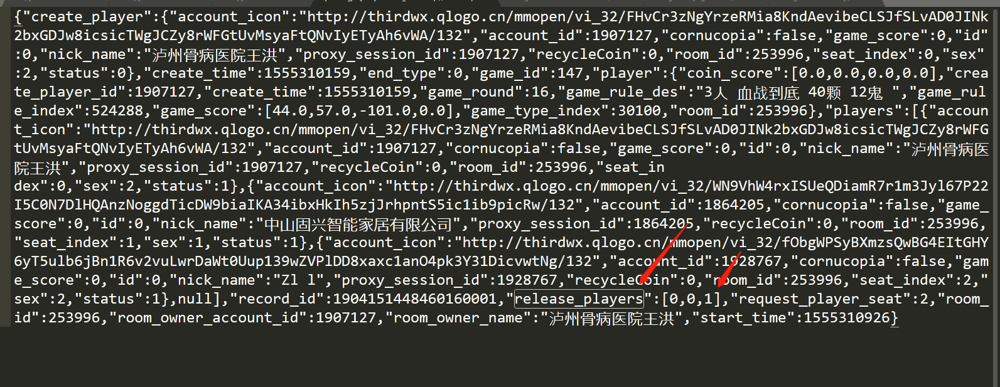 {"create_player":{"account_icon":"http://thirdwx.qlogo.cn/mmopen/vi_32/FHvCr3zNgYrzeRMia8KndAevibeCLSJfSLvAD0JINk
2bxGDJw8icsicTWgJCZy8rWFGtUvMsyaFtQNvIyETyAh6vWA/132","account_id":1907127,"cornucopia":false,"game_score":0,"id"
:0,"nick_name":"泸州骨病医院王洪","proxy_session_id":1907127,"recycleCoin":0,"room_id":253996,"seat_index":0,"sex"
:2,"status":0},"create_time":1555310159,"end_type":0,"game_id":147,"player":{"coin_score":[0.0,0.0,0.0,0.0],"crea
te_player_id":1907127,"create_time":1555310159,"game_round":16,"game_rule_des":"3人 血战到底 40颗 12鬼 ","game_rul
e_index":524288,"game_score":[44.0,57.0,-101.0,0.0],"game_type_index":30100,"room_id":253996},"players":[{"accoun
t_icon":"http://thirdwx.qlogo.cn/mmopen/vi_32/FHvCr3zNgYrzeRMia8KndAevibeCLSJfSLvAD0JINk2bxGDJw8icsicTWgJCZy8rWFG
tUvMsyaFtQNvIyETyAh6vWA/132","account_id":1907127,"cornucopia":false,"game_score":0,"id":0,"nick_name":"泸州骨病医
院王洪","proxy_session_id":1907127,"recycleCoin":0,"room_id":253996,"seat_in
dex":0,"sex":2,"status":1},{"account_icon":"http://thirdwx.qlogo.cn/mmopen/vi_32/WN9VhW4rxISUeQDiamR7r1m3Jyl67P22
I5C0N7DlHQAnzNoggdTicDW9biaIKA34ibxHkIh5zjJrhpntS5ic1ib9picRw/132","account_id":1864205,"cornucopia":false,"game_
score":0,"id":0,"nick_name":"中山固兴智能家居有限公司","proxy_session_id":1864205,"recycleCoin":0,"room_id":253996,
"seat_index":1,"sex":1,"status":1},{"account_icon":"http://thirdwx.qlogo.cn/mmopen/vi_32/fObgWPSyBXmzsQwBG4EItGHY
6yT5ulb6jBn1R6v2vuLwrDaWt0Uup139wZVPlDD8xaxc1anO4pk3Y31DicvwtNg/132","account_id":1928767,"cornucopia":false,"gam
e_score":0,"id":0,"nick_name":"Zl l","proxy_session_id":1928767,"recycleCoin":0,"room_id":253996,"seat_index":2,"
sex":2,"status":1},null],"record_id":1904151448460160001,"release_players":[0,0,1],"request_player_seat":2,"room_
id":253996,"room_owner_account_id":1907127,"room_owner_name":"泸州骨病医院王洪","start_time":1555310926}